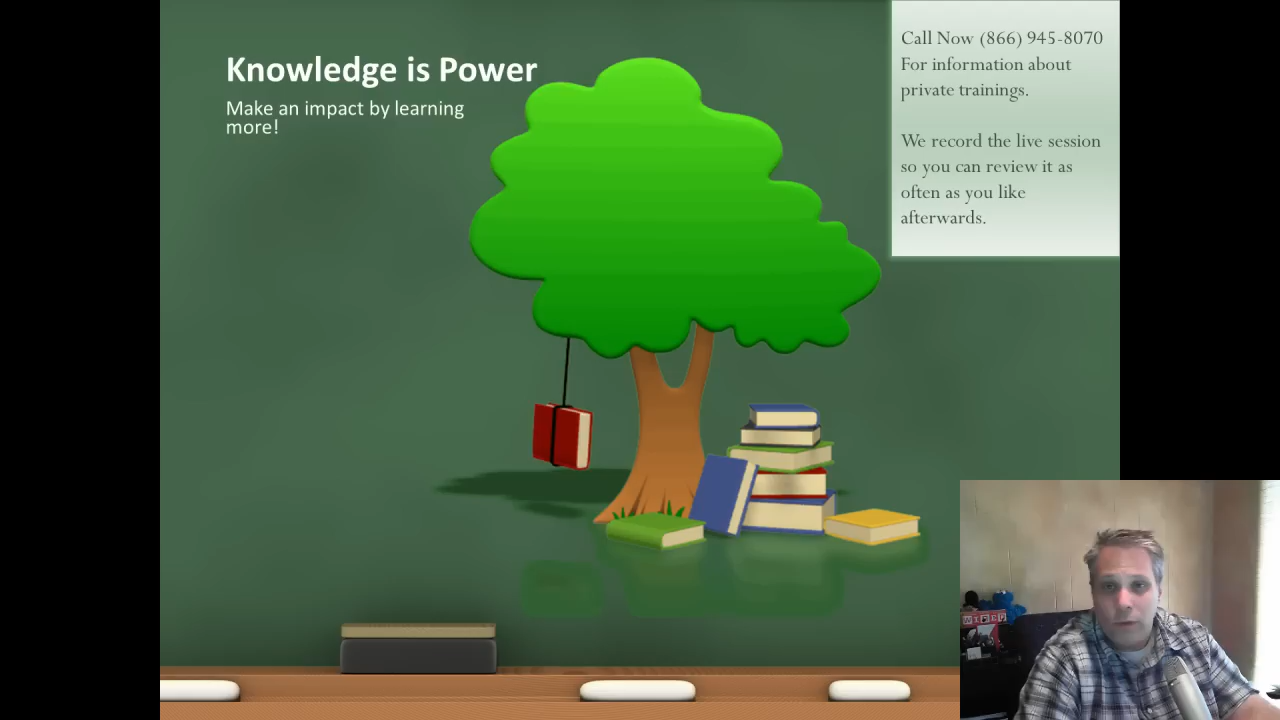 Knowledge is Power
Make an impact by learning
more!
Call Now (866) 945-8070
For information about
private trainings.
We record the live session
so you can review it as
often as you like
afterwards.
WIRED